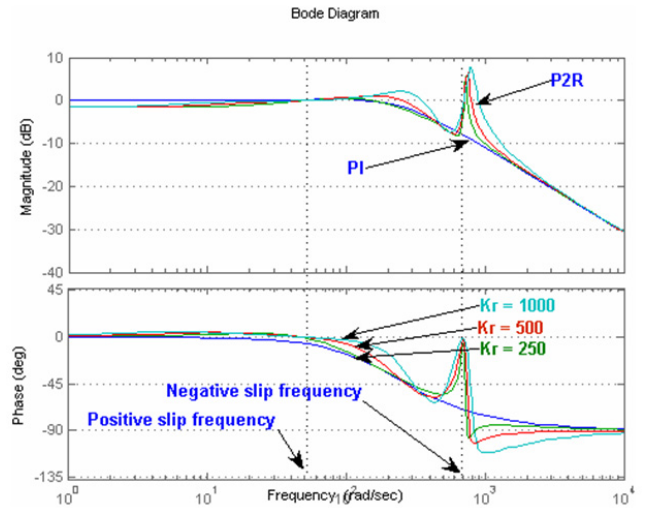 Bode Diagram
10
0
-10
-20
-30
-40
Magnitude (dB)
P2R
PI
45
0
-45
-90
-135
Phase (deg)
Kr = 1000
Kr = 500
Kr = 250
Negative slip frequency
Positive slip frequency
10^0
10^1
10^2
10^3
10^4
Frequency (rad/sec)